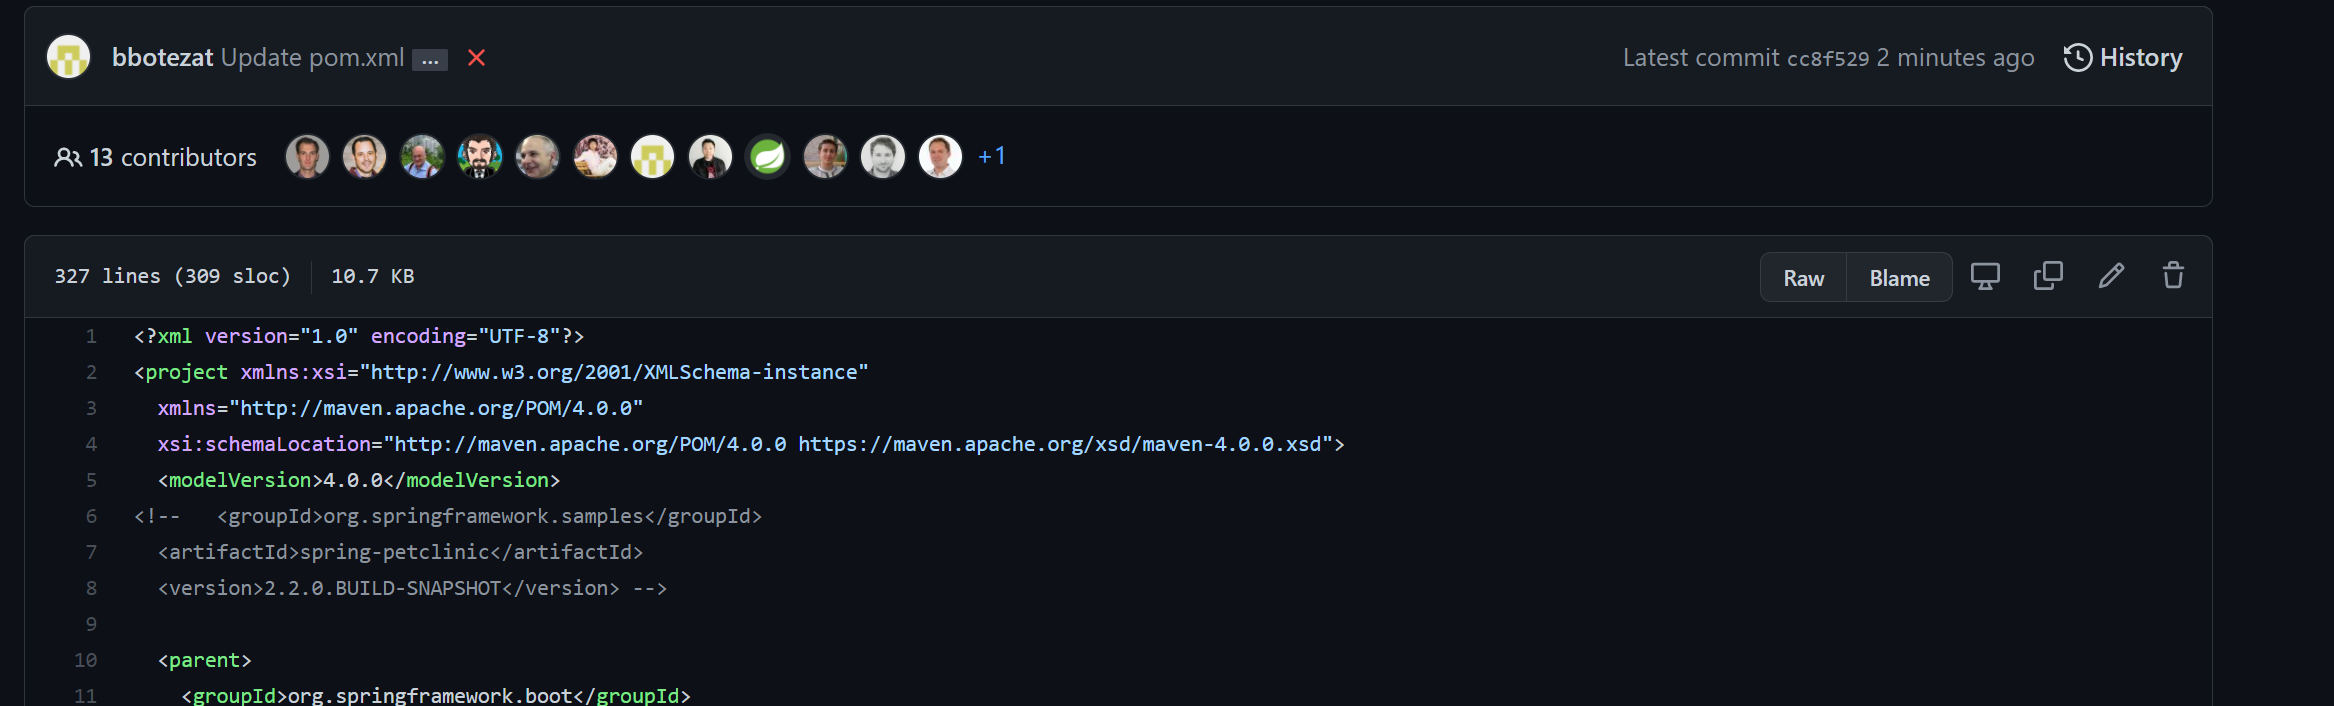 bbotezat Update pom.xml ...
Latest commit cc8f529 2 minutes ago History
13 contributors +1
327 lines (309 sloc) 10.7 KB
Raw Blame
1 <?xml version="1.0" encoding="UTF-8"?>
2 <project xmlns:xsi="http://www.w3.org/2001/XMLSchema-instance"
3 xmlns="http://maven.apache.org/POM/4.0.0"
4 xsi:schemaLocation="http://maven.apache.org/POM/4.0.0 https://maven.apache.org/xsd/maven-4.0.0.xsd">
5 <modelVersion>4.0.0</modelVersion>
6 <!-- <groupId>org.springframework.samples</groupId>
7 <artifactId>spring-petclinic</artifactId>
8 <version>2.2.0.BUILD-SNAPSHOT</version> -->
9
10 <parent>
11 <groupId>org.springframework.boot</groupId>